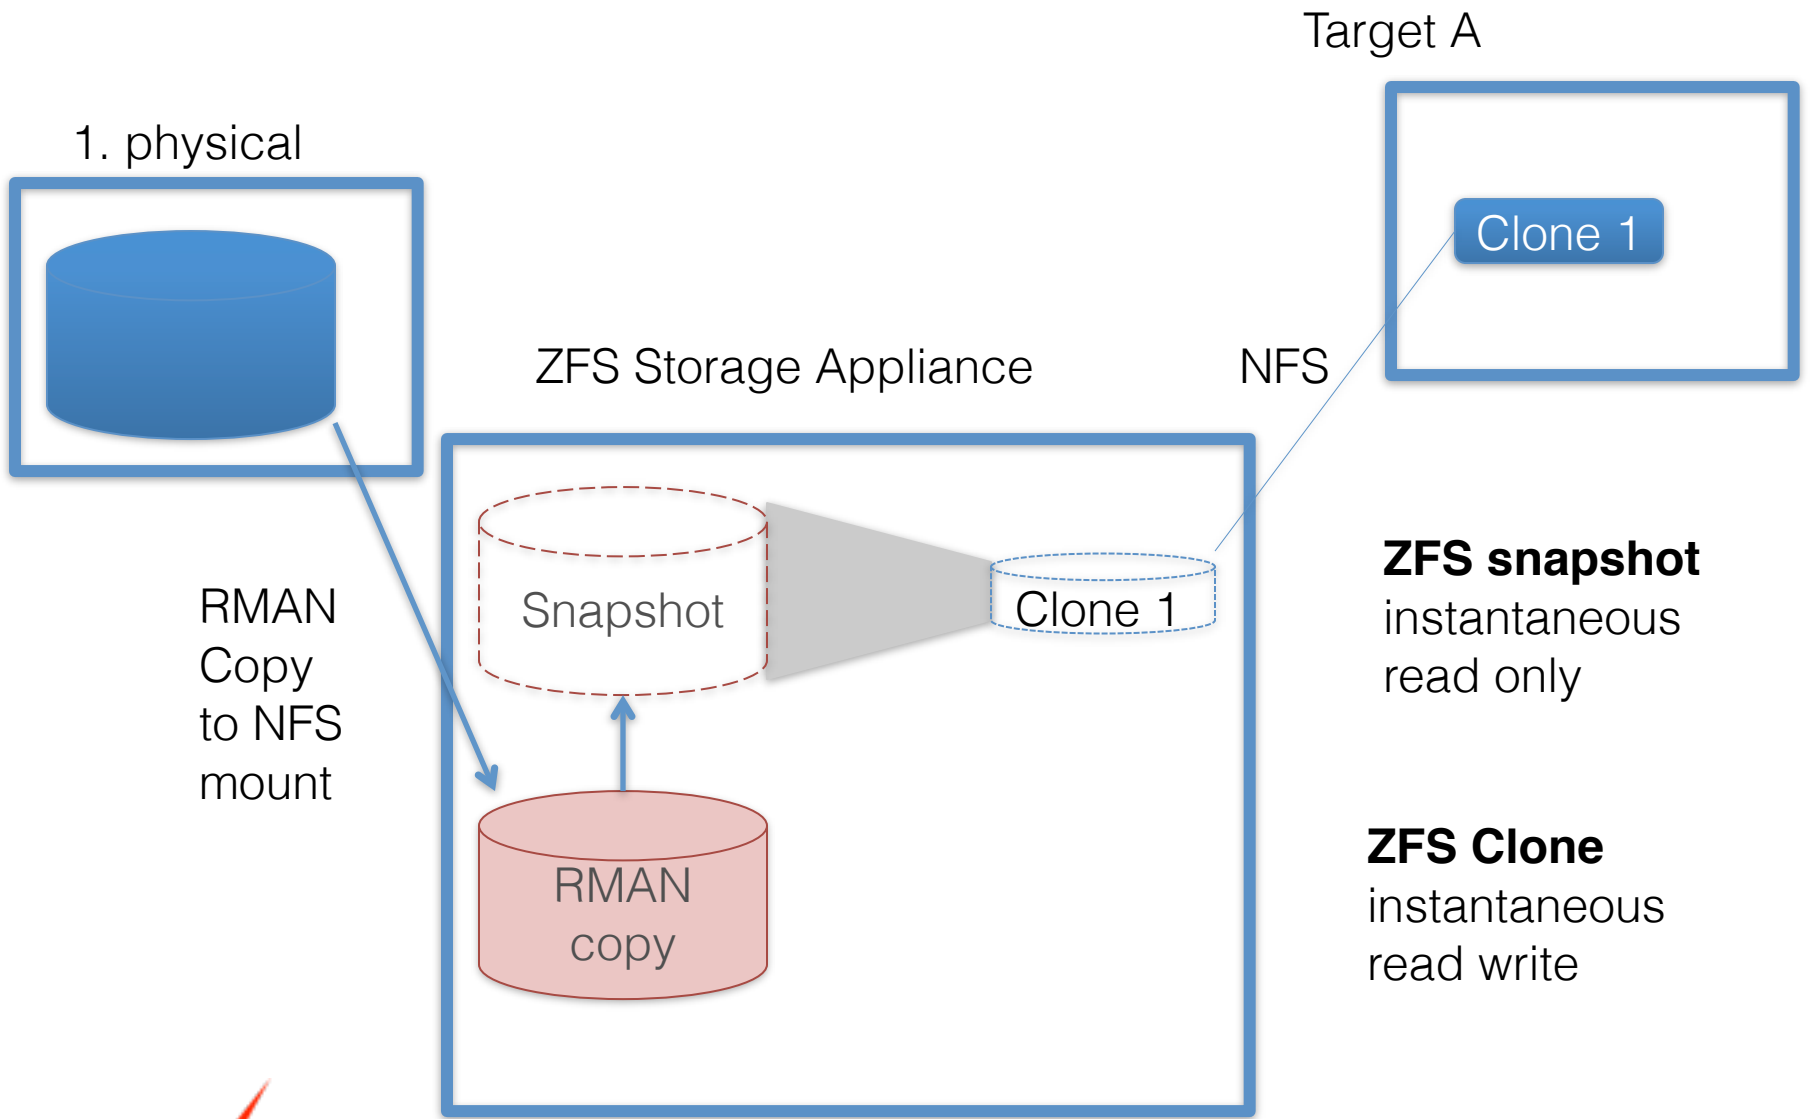 Target A
1. physical
Clone 1
ZFS Storage Appliance
NFS
Snapshot
Clone 1
RMAN
Copy
to NFS
mount
RMAN
copy
ZFS snapshot
instantaneous
read only
ZFS Clone
instantaneous
read write